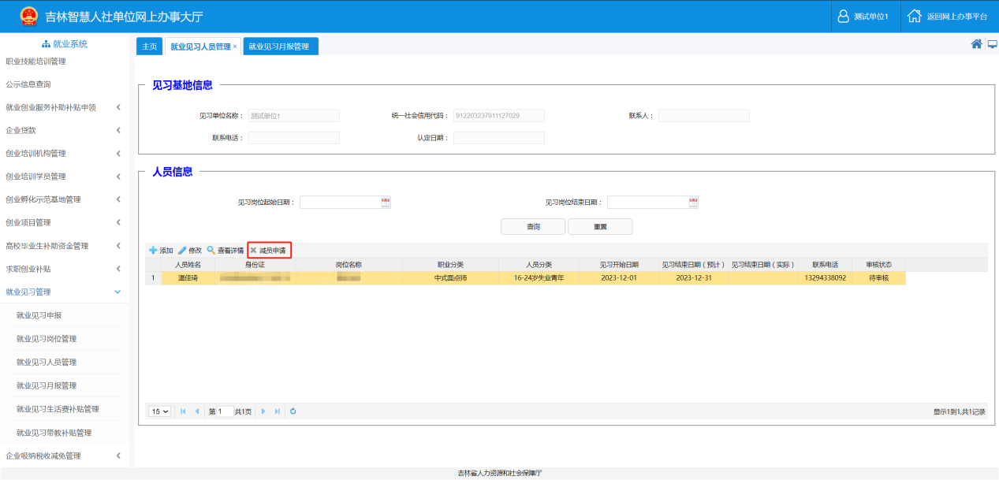 吉林智慧人社单位网上办事大厅
测试单位1
返回网上办事平台
就业系统
职业技能培训管理
公示信息查询
就业创业服务补助补贴申领
企业贷款
创业培训机构管理
创业培训学员管理
创业孵化示范基地管理
创业项目管理
高校毕业生补助资金管理
求职创业补贴
就业见习管理
就业见习申报
就业见习岗位管理
就业见习人员管理
就业见习月报管理
就业见习生活费补贴管理
就业见习带教补贴管理
企业吸纳税收减免管理
主页 就业见习人员管理 × 就业见习月报管理
见习基地信息
见习单位名称： 测试单位1 统一社会信用代码： 912203237911127029 联系人：
联系电话： 认定日期：
人员信息
见习岗位起始日期： 见习岗位结束日期：
查询 重置
添加 修改 查看详情 减员申请
人员姓名 身份证 岗位名称 职业分类 人员分类 见习开始日期 见习结束日期（预计） 见习结束日期（实际） 联系电话 审核状态
1 温佳琦 中式面点师 16-24岁失业青年 2023-12-01 2023-12-31 13294338092 待审核
15 第 1 共1页 显示1到1,共1记录
吉林省人力资源和社会保障厅